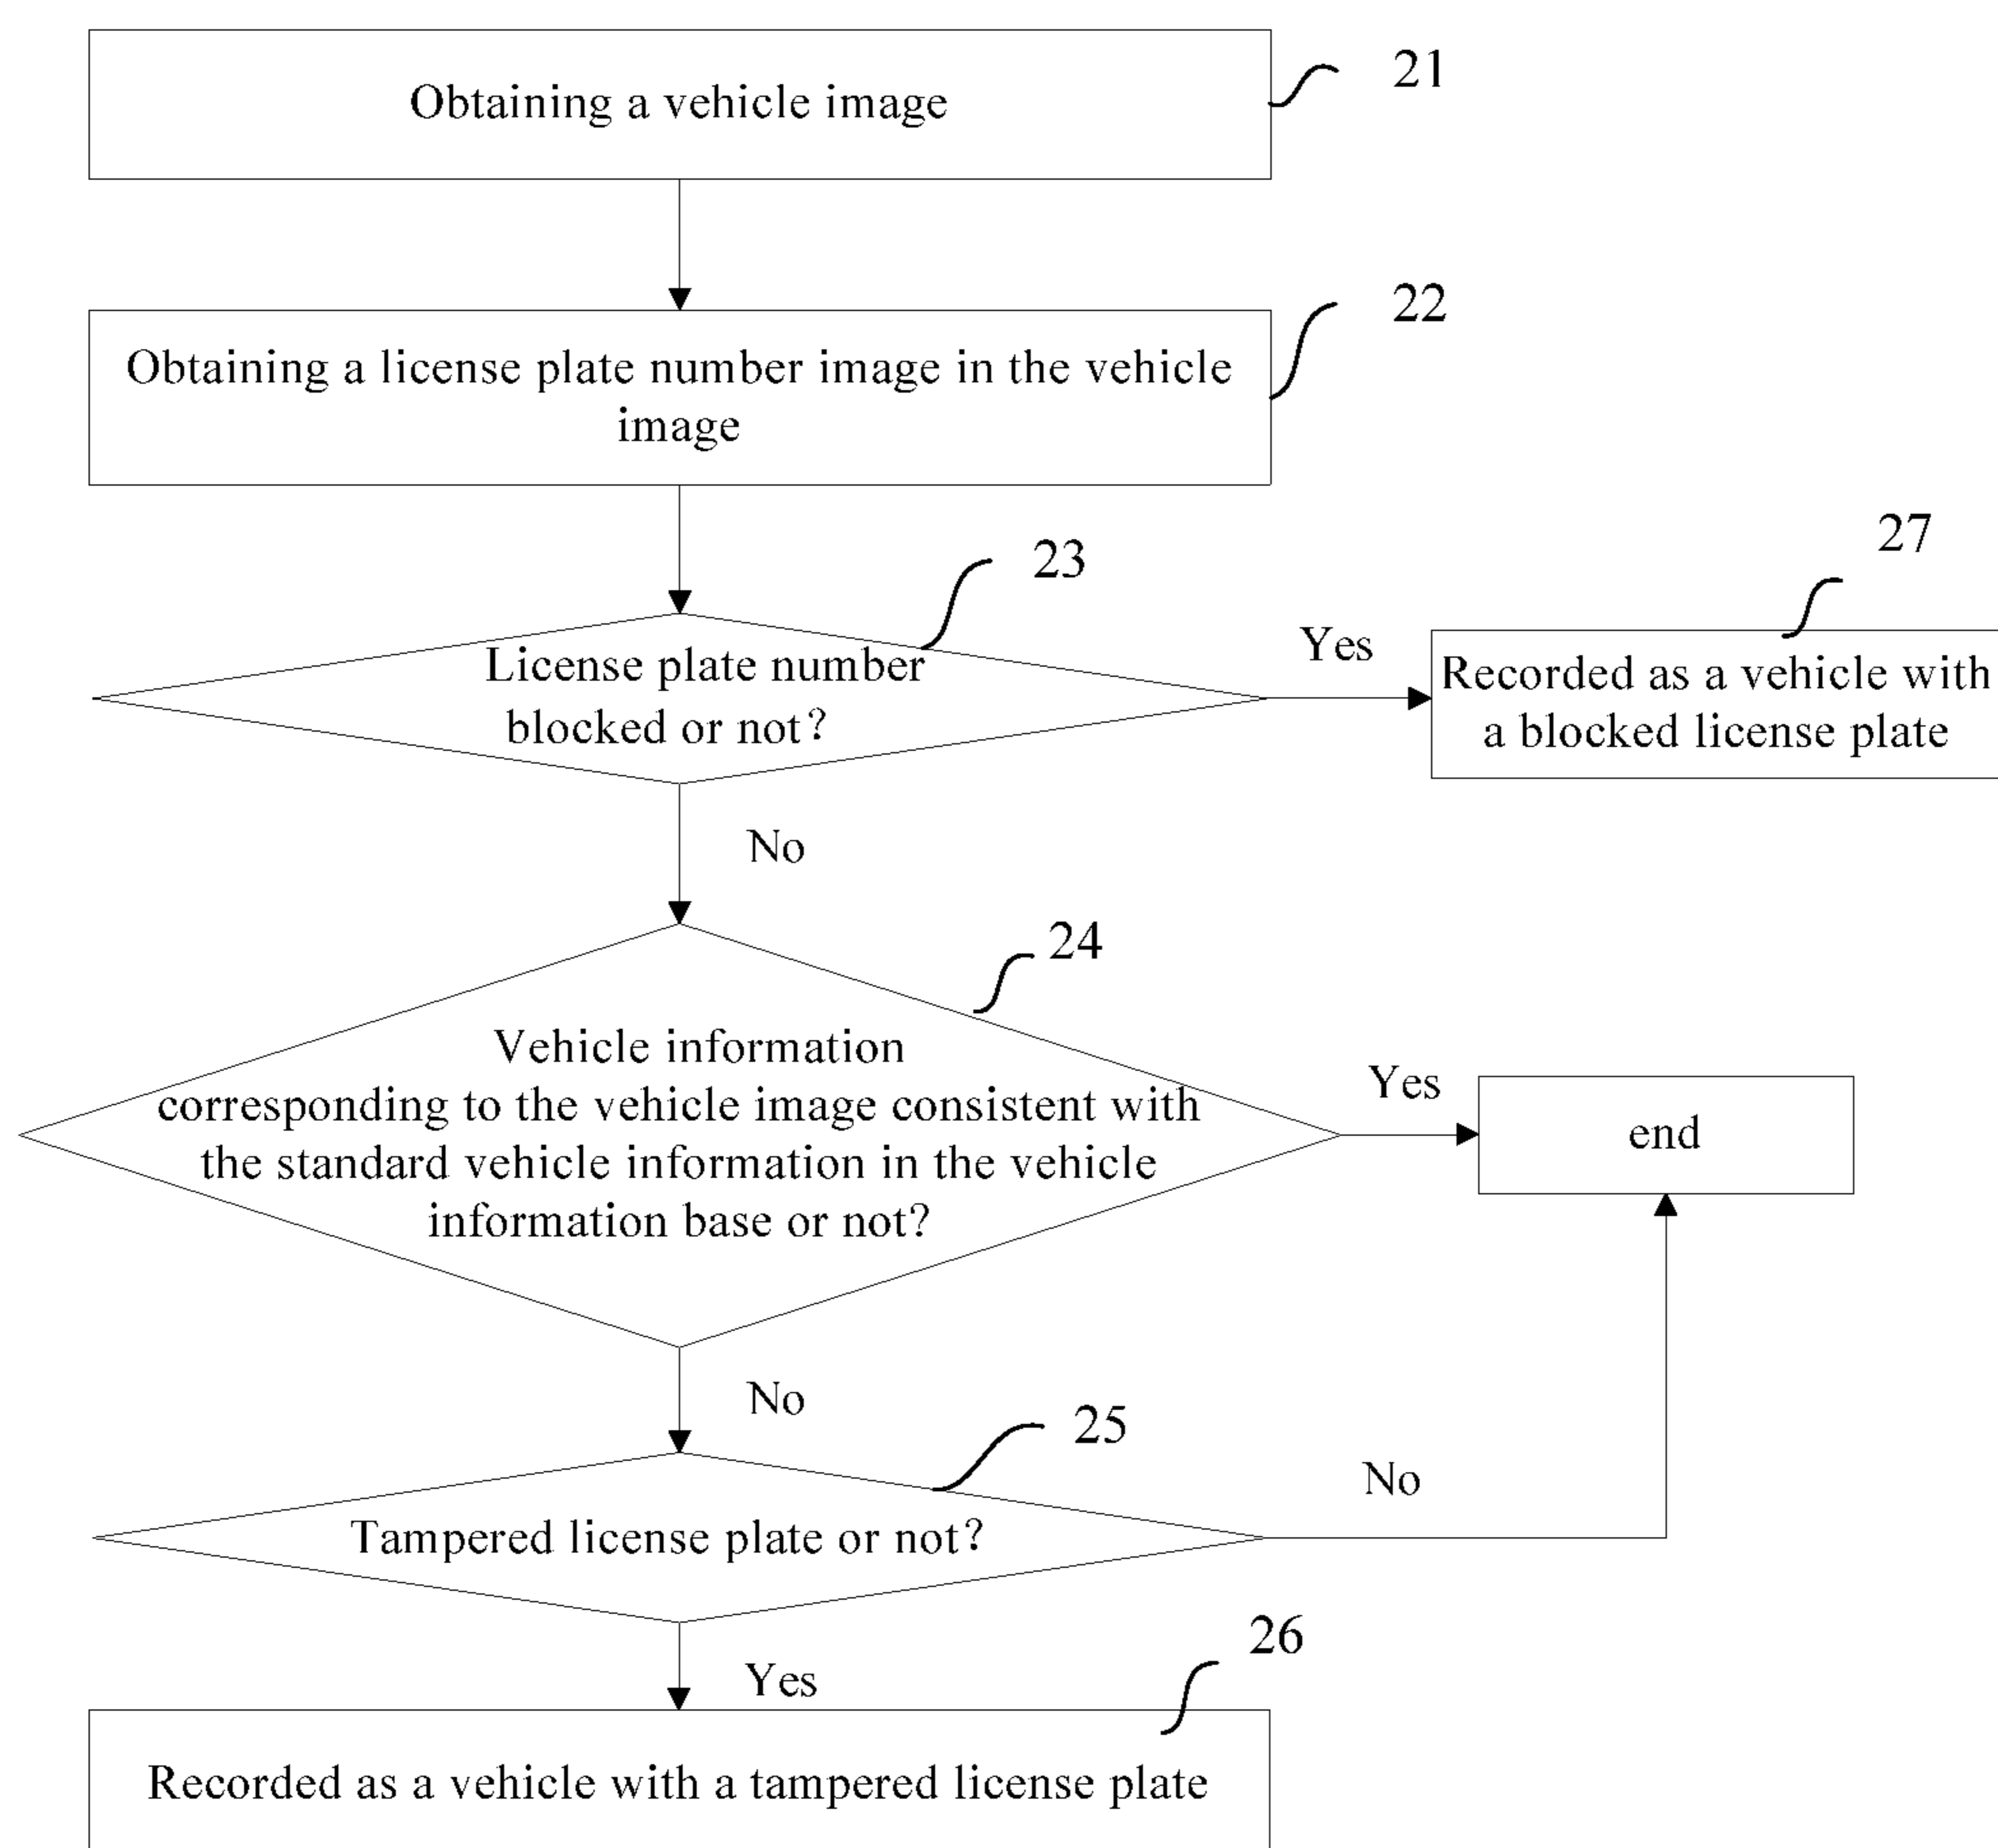 Obtaining a vehicle image
21
Obtaining a license plate number image in the vehicle
image
22
License plate number
blocked or not?
23
Yes
Recorded as a vehicle with
a blocked license plate
27
No
Vehicle information
corresponding to the vehicle image consistent with
the standard vehicle information in the vehicle
information base or not?
24
Yes
end
No
Tampered license plate or not?
25
No
Yes
Recorded as a vehicle with a tampered license plate
26